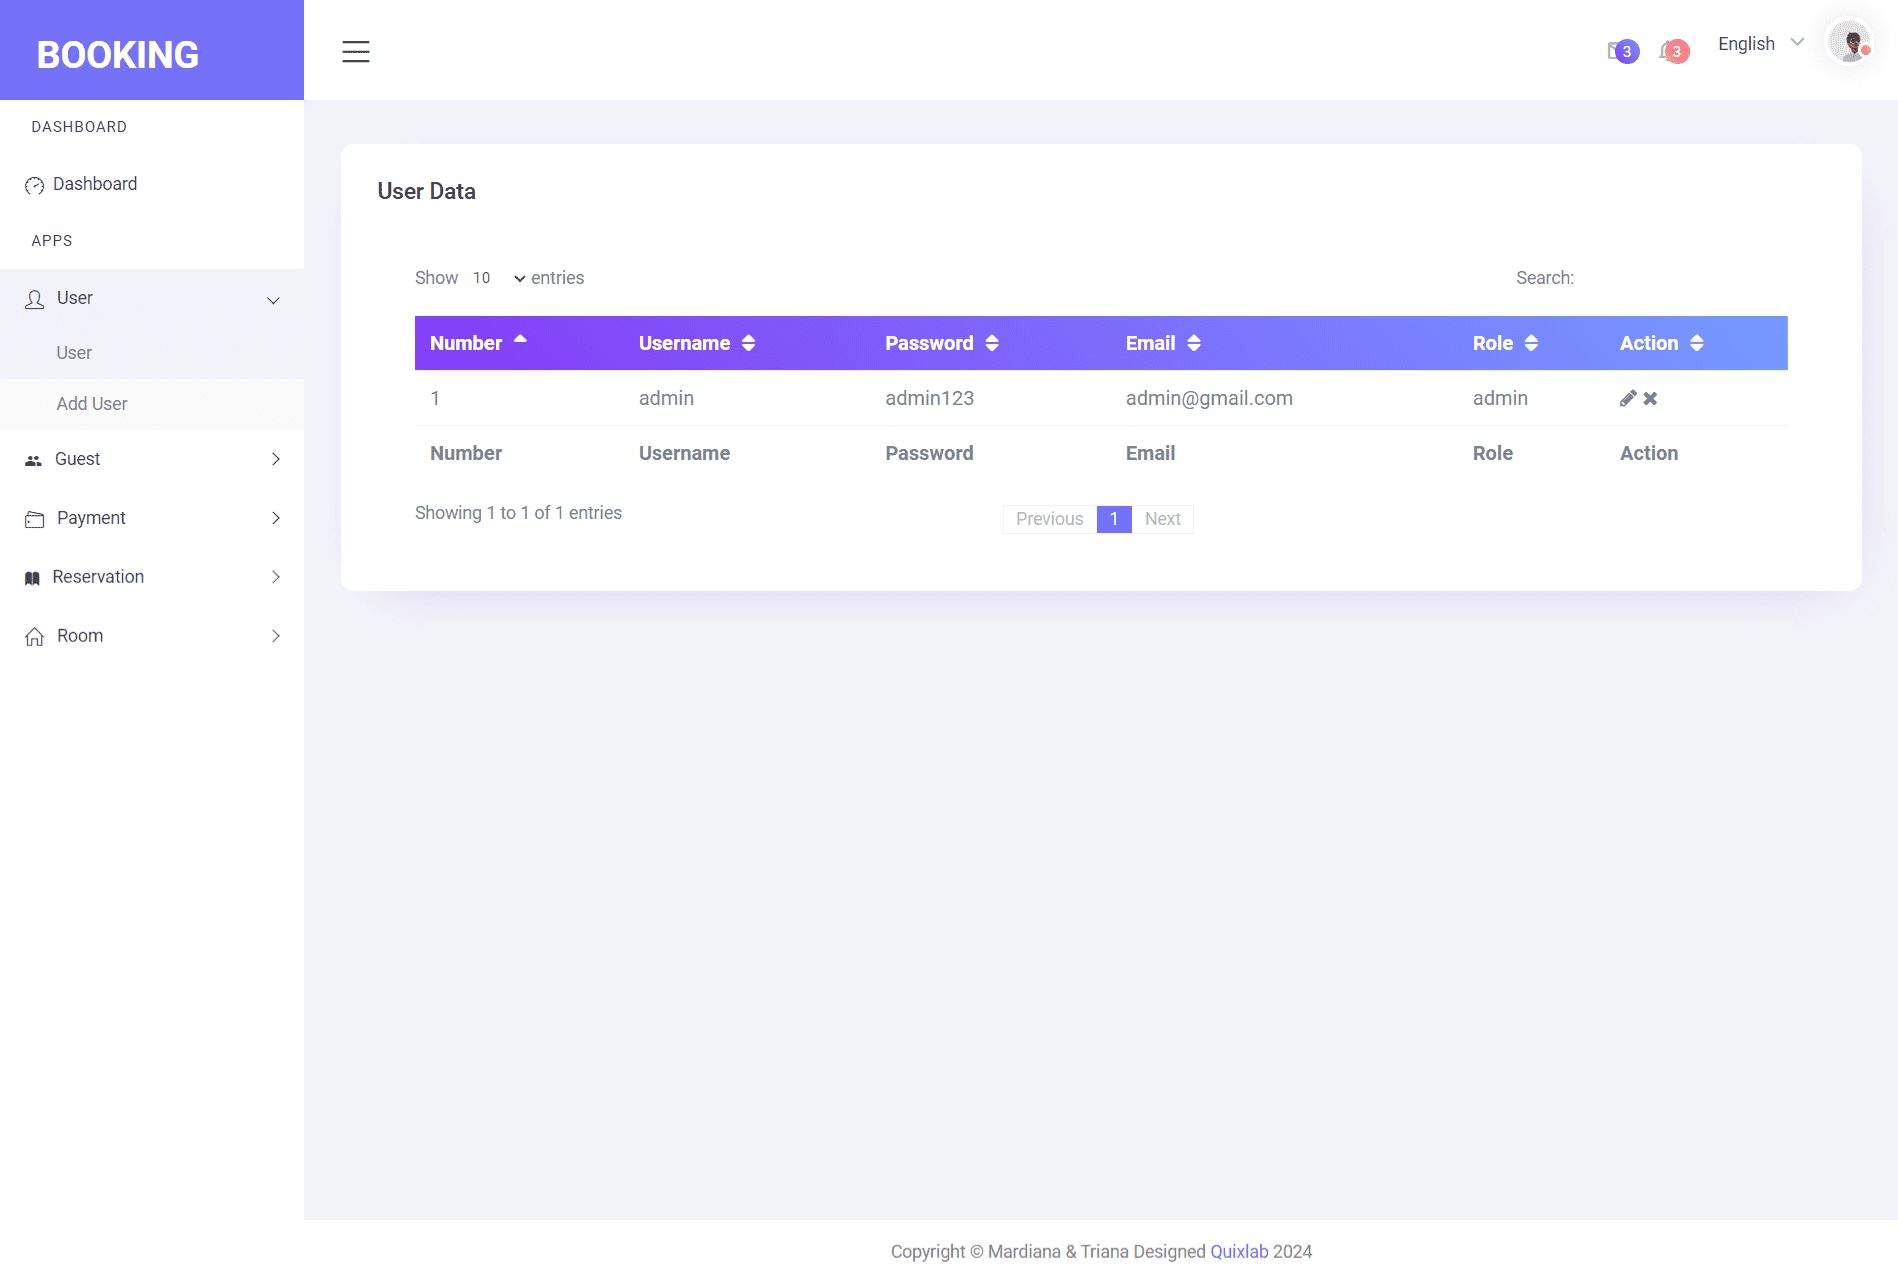 BOOKING
3
3
English
DASHBOARD
Dashboard
APPS
User
User
Add User
Guest
Payment
Reservation
Room
User Data
Show 10 entries
Search:
Number Username Password Email Role Action
1 admin admin123 admin@gmail.com admin
Number Username Password Email Role Action
Showing 1 to 1 of 1 entries
Previous 1 Next
Copyright © Mardiana & Triana Designed Quixlab 2024